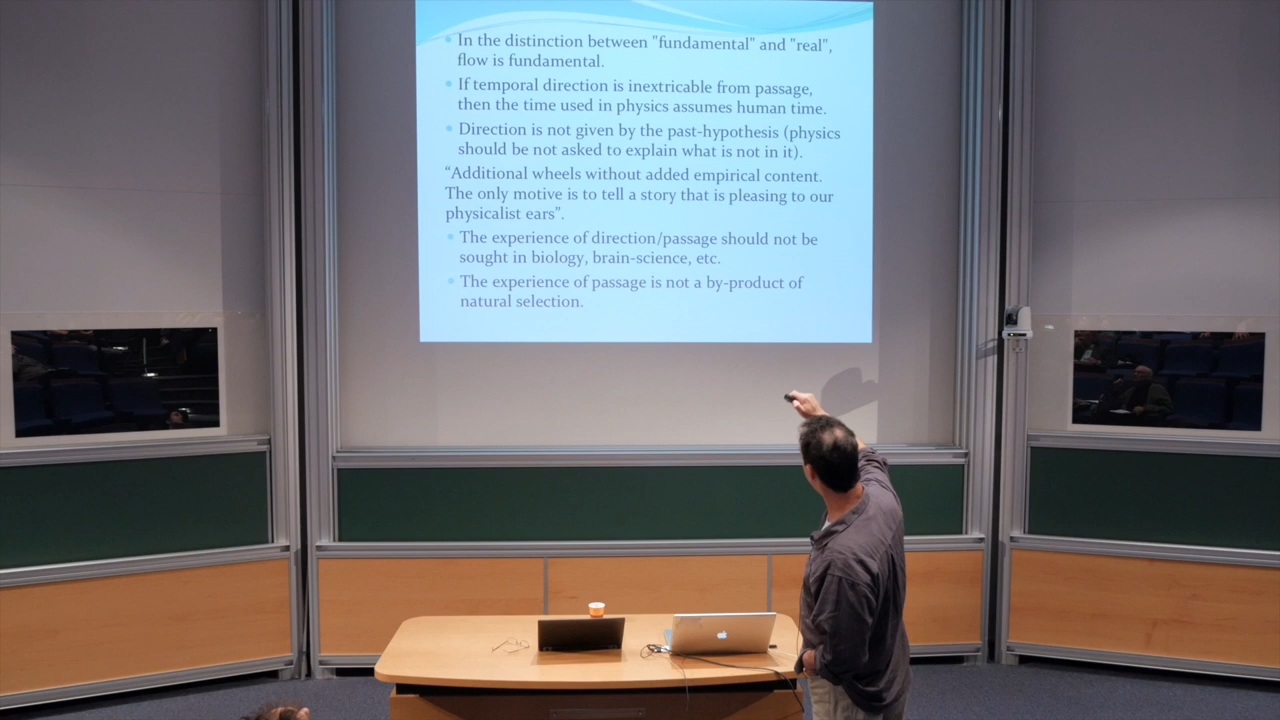 • In the distinction between "fundamental" and "real",
flow is fundamental.
• If temporal direction is inextricable from passage,
then the time used in physics assumes human time.
• Direction is not given by the past-hypothesis (physics
should be not asked to explain what is not in it).
“Additional wheels without added empirical content.
The only motive is to tell a story that is pleasing to our
physicalist ears”.
• The experience of direction/passage should not be
sought in biology, brain-science, etc.
• The experience of passage is not a by-product of
natural selection.